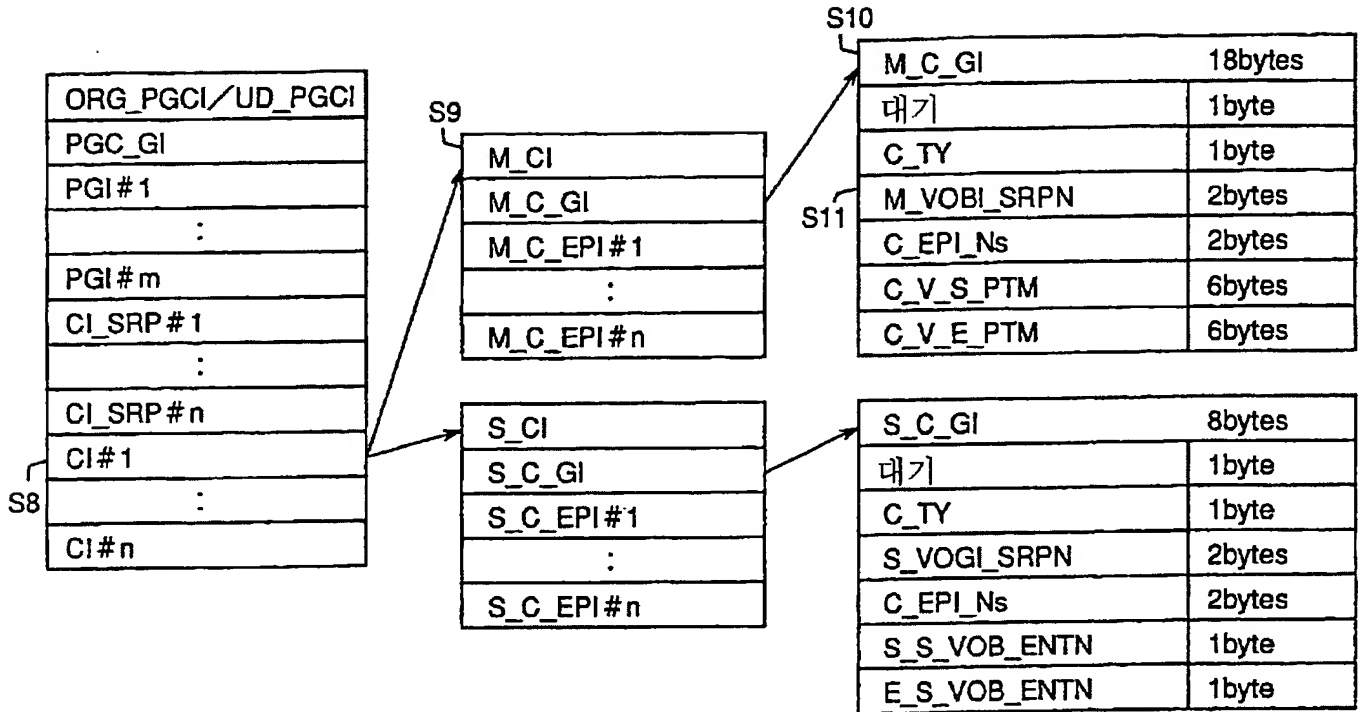 ORG_PGCI/UD_PGCI
PGC_GI
PGI#1
:
PGI#m
CI_SRP#1
:
CI_SRP#n
S8
CI#1
:
CI#n
S9
M_CI
M_C_GI
M_C_EPI#1
:
M_C_EPI#n
S_CI
S_C_GI
S_C_EPI#1
:
S_C_EPI#n
S10
M_C_GI 18bytes
대기 1byte
C_TY 1byte
S11 M_VOBI_SRPN 2bytes
C_EPI_Ns 2bytes
C_V_S_PTM 6bytes
C_V_E_PTM 6bytes
S_C_GI 8bytes
대기 1byte
C_TY 1byte
S_VOGI_SRPN 2bytes
C_EPI_Ns 2bytes
S_S_VOB_ENTN 1byte
E_S_VOB_ENTN 1byte